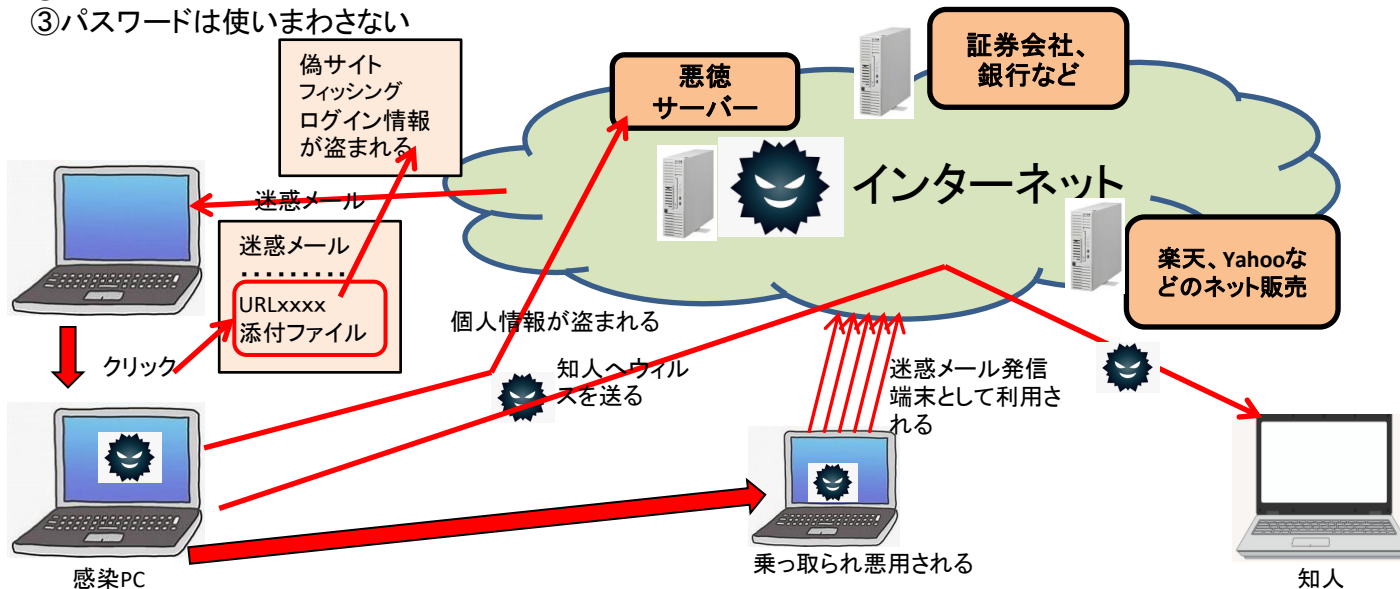 ③パスワードは使いまわさない
偽サイト
フィッシング
ログイン情報
が盗まれる
悪徳
サーバー
証券会社、
銀行など
インターネット
迷惑メール
迷惑メール
.........
URLxxxx
添付ファイル
楽天、Yahooな
どのネット販売
個人情報が盗まれる
クリック
知人へウィル
スを送る
迷惑メール発信
端末として利用さ
れる
感染PC
乗っ取られ悪用される
知人